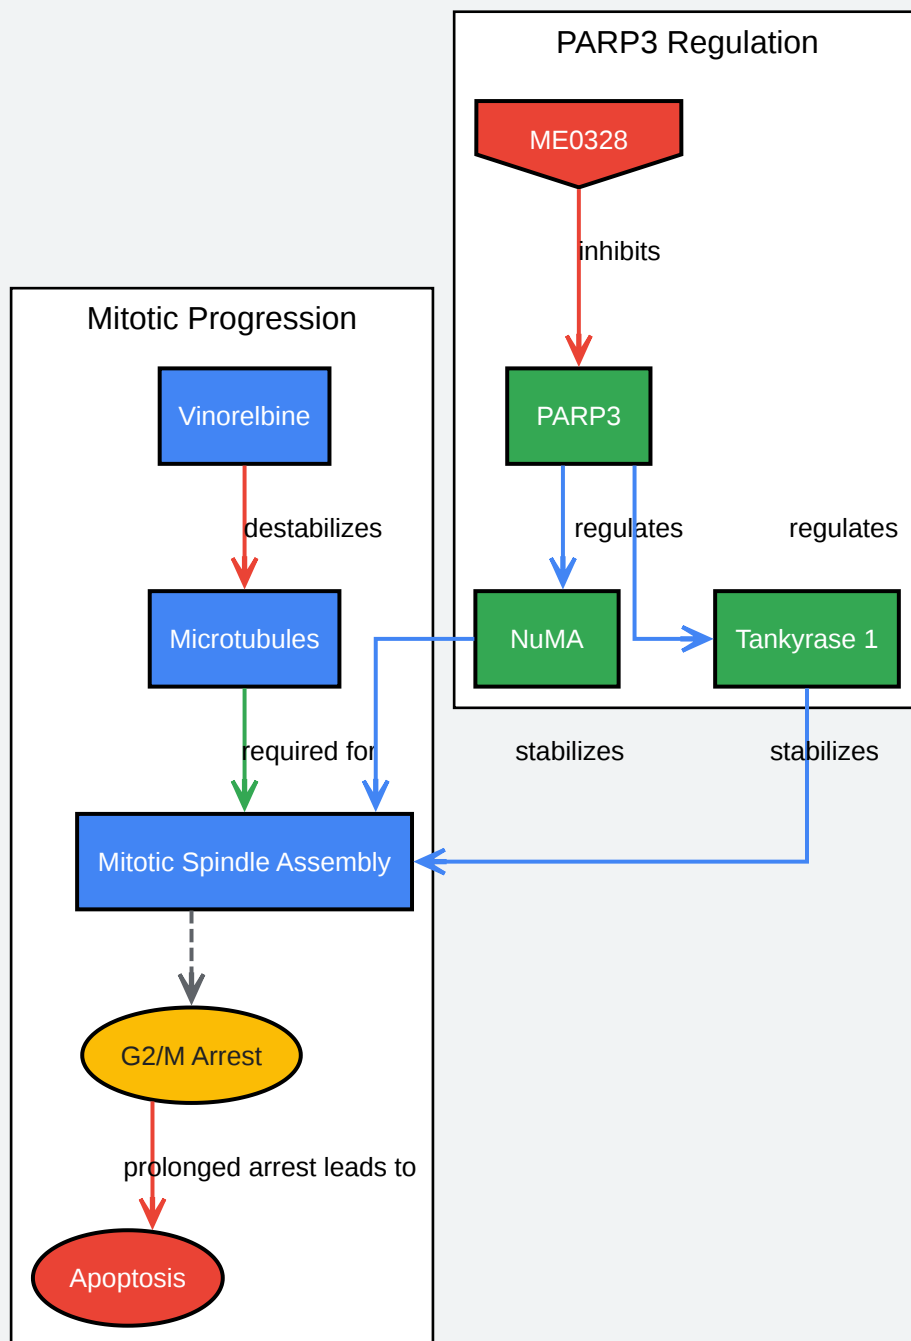 PARP3 Regulation
ME0328
inhibits
Mitotic Progression
Vinorelbine
PARP3
destabilizes
regulates
regulates
Microtubules
NuMA
Tankyrase 1
required for
stabilizes
stabilizes
Mitotic Spindle Assembly
G2/M Arrest
prolonged arrest leads to
Apoptosis